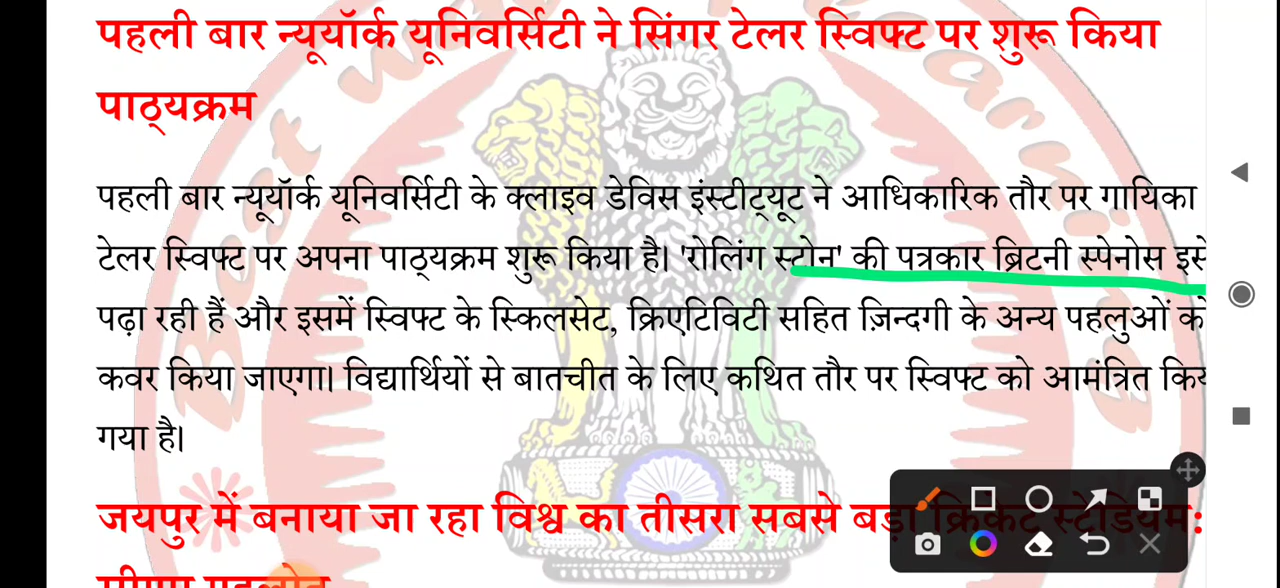 पहली बार न्यूयॉर्क यूनिवर्सिटी ने सिंगर टेलर स्विफ्ट पर शुरू किया
पाठ्यक्रम
पहली बार न्यूयॉर्क यूनिवर्सिटी के क्लाइव डेविस इंस्टीट्यूट ने आधिकारिक तौर पर गायिका
टेलर स्विफ्ट पर अपना पाठ्यक्रम शुरू किया है। 'रोलिंग स्टोन' की पत्रकार ब्रिटनी स्पेनोस इसे
पढ़ा रही हैं और इसमें स्विफ्ट के स्किलसेट, क्रिएटिविटी सहित ज़िन्दगी के अन्य पहलुओं को
कवर किया जाएगा। विद्यार्थियों से बातचीत के लिए कथित तौर पर स्विफ्ट को आमंत्रित
गया है।
जयपुर में बनाया जा रहा विश्व का तीसरा सबसे बड़ा क्रिकेट स्टेडियम: